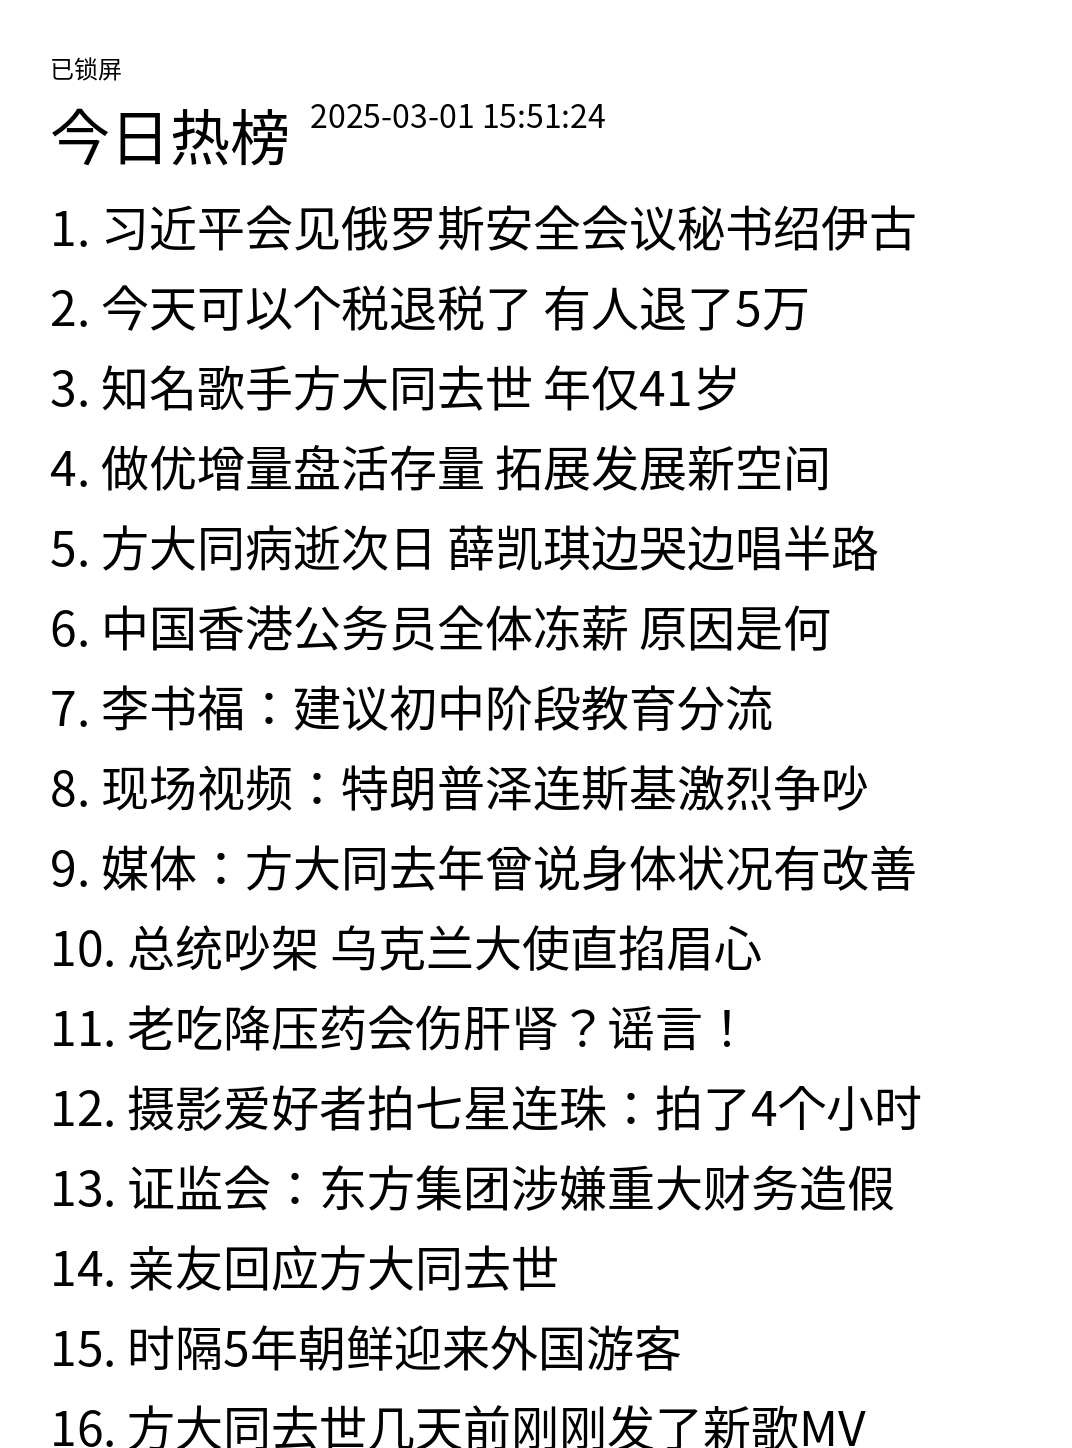 已锁屏
今日热榜 2025-03-01 15:51:24
1. 习近平会见俄罗斯安全会议秘书绍伊古
2. 今天可以个税退税了 有人退了5万
3. 知名歌手方大同去世 年仅41岁
4. 做优增量盘活存量 拓展发展新空间
5. 方大同病逝次日 薛凯琪边哭边唱半路
6. 中国香港公务员全体冻薪 原因是何
7. 李书福：建议初中阶段教育分流
8. 现场视频：特朗普泽连斯基激烈争吵
9. 媒体：方大同去年曾说身体状况有改善
10. 总统吵架 乌克兰大使直掐眉心
11. 老吃降压药会伤肝肾？谣言！
12. 摄影爱好者拍七星连珠：拍了4个小时
13. 证监会：东方集团涉嫌重大财务造假
14. 亲友回应方大同去世
15. 时隔5年朝鲜迎来外国游客
16. 方大同去世几天前刚刚发了新歌MV